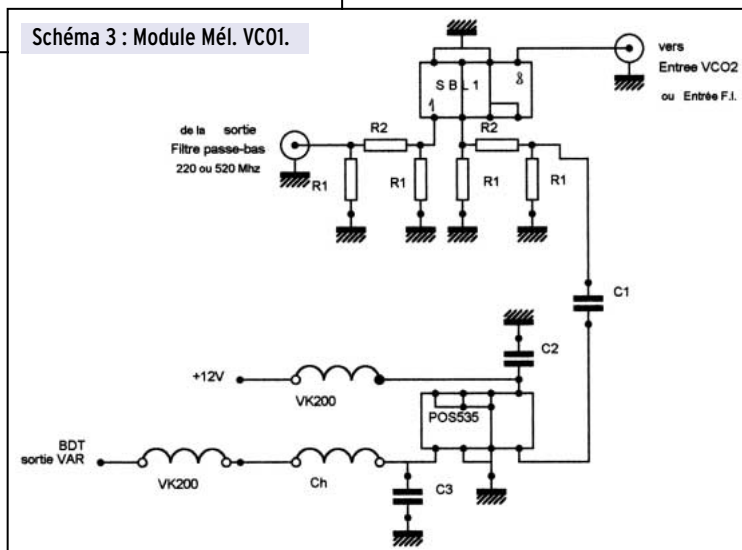 Schéma 3 : Module Mél. VCO1.
S B L 1
8
1
vers
Entree VCO2
ou Entrée F.I.
de la sortie
Filtre passe-bas
220 ou 520 Mhz
R2
R2
R1
R1
R1
R1
C1
C2
+12V
VK200
POS535
BDT
sortie VAR
VK200
Ch
C3